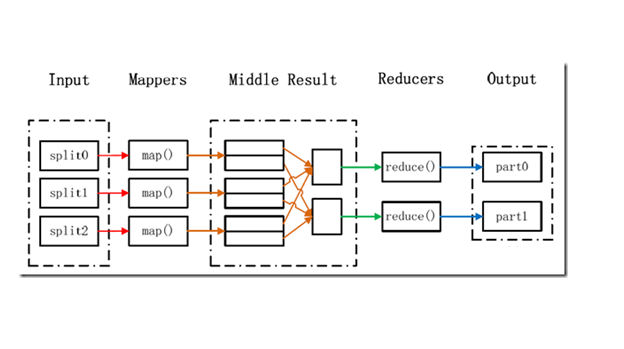 Input Mappers Middle Result Reducers Output
split0 map()
split1 map()
split2 map()
reduce() part0
reduce() part1